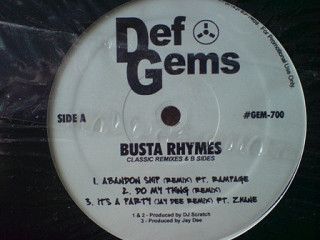 Def
Gems
For Promotional Use Only
SIDE A
#GEM-700
BUSTA RHYMES
CLASSIC REMIXES & B SIDES
1. ABANDON SHIP (REMIX) FT. RAMPAGE
2. DO MY THING (REMIX)
3. IT'S A PARTY (JAY DEE REMIX) FT. ZHANE
1 & 2 - Produced by DJ Scratch
3 - Produced by Jay Dee